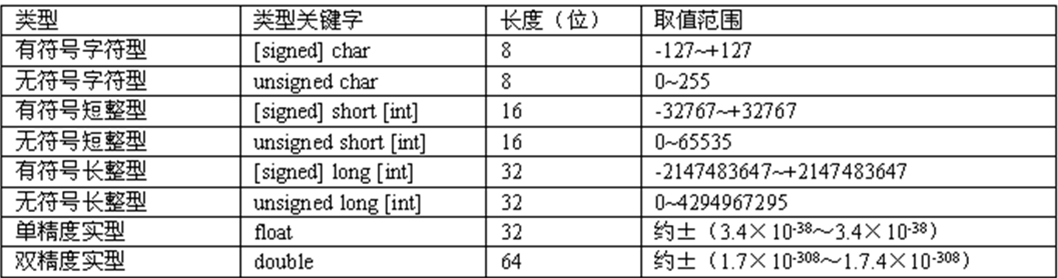 类型 类型关键字 长度（位） 取值范围
有符号字符型 [signed] char 8 -127~+127
无符号字符型 unsigned char 8 0~255
有符号短整型 [signed] short [int] 16 -32767~+32767
无符号短整型 unsigned short [int] 16 0~65535
有符号长整型 [signed] long [int] 32 -2147483647~+2147483647
无符号长整型 unsigned long [int] 32 0~4294967295
单精度实型 float 32 约士（3.4×10-38～3.4×10-38）
双精度实型 double 64 约士（1.7×10-308～1.7.4×10-308）